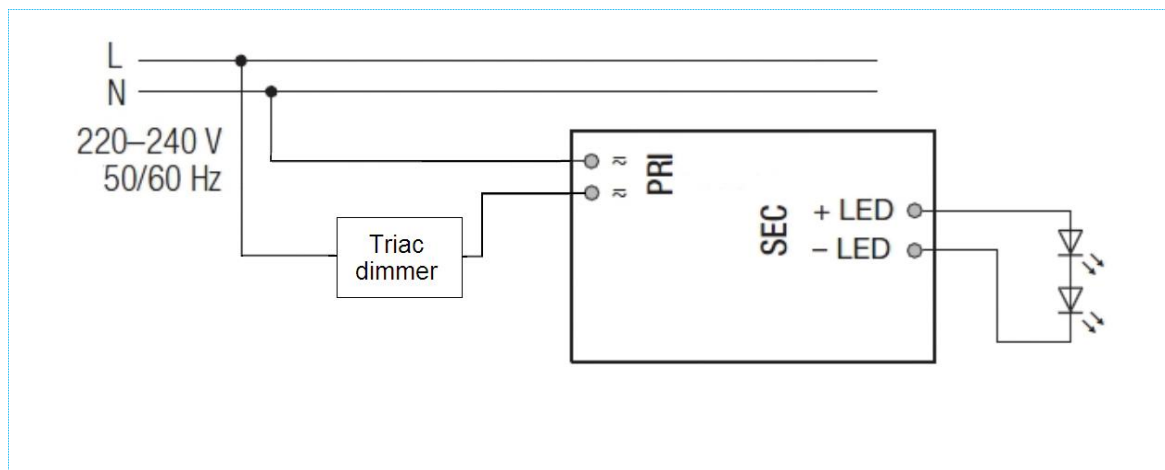 L
N
220–240 V
50/60 Hz
Triac
dimmer
≂
≂
PRI
SEC
+ LED
– LED